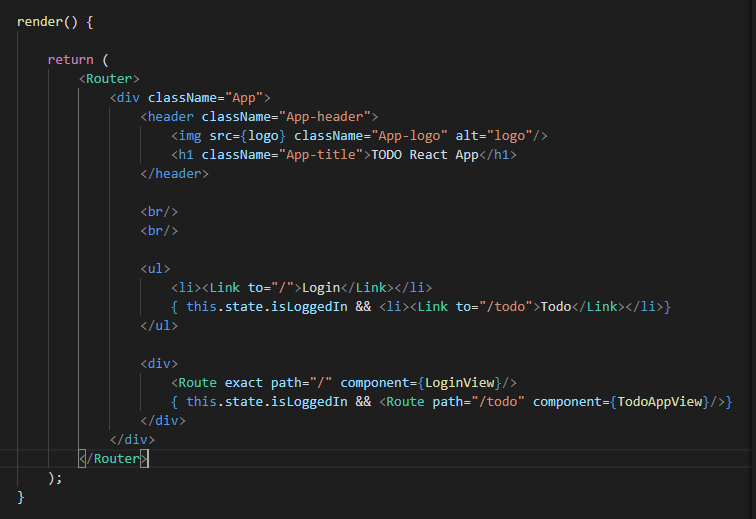 render() {
return (
<Router>
<div className="App">
<header className="App-header">
<img src={logo} className="App-logo" alt="logo"/>
<h1 className="App-title">TODO React App</h1>
</header>
<br/>
<br/>
<ul>
<li><Link to="/">Login</Link></li>
{ this.state.isLoggedIn && <li><Link to="/todo">Todo</Link></li>}
</ul>
<div>
<Route exact path="/" component={LoginView}/>
{ this.state.isLoggedIn && <Route path="/todo" component={TodoAppView}/>}
</div>
</div>
</Router>
);
}